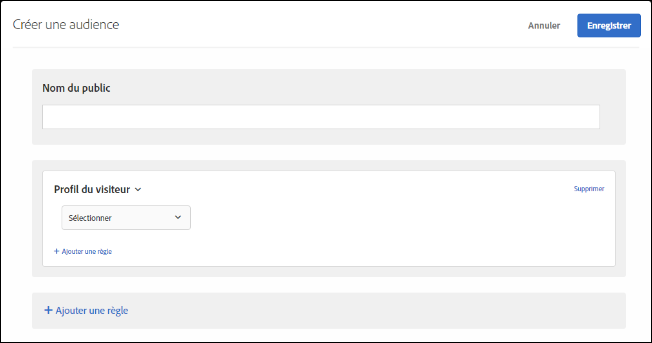 Créer une audience
Annuler
Enregistrer
Nom du public
Profil du visiteur
Supprimer
Sélectionner
+ Ajouter une règle
+ Ajouter une règle